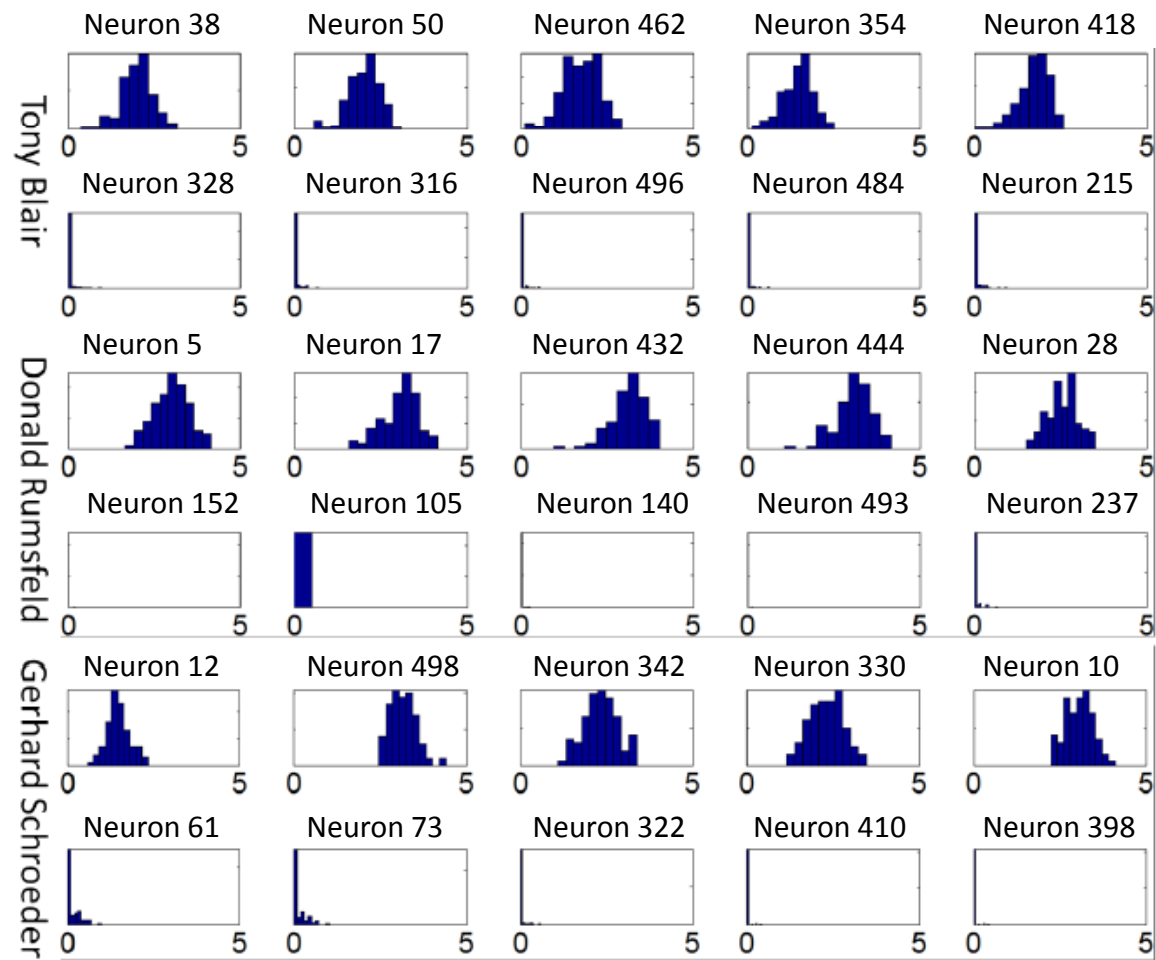 Neuron 38 Neuron 50 Neuron 462 Neuron 354 Neuron 418
0 5 0 5 0 5 0 5 0 5
Tony Blair
Neuron 328 Neuron 316 Neuron 496 Neuron 484 Neuron 215
0 5 0 5 0 5 0 5 0 5
Neuron 5 Neuron 17 Neuron 432 Neuron 444 Neuron 28
0 5 0 5 0 5 0 5 0 5
Donald Rumsfeld
Neuron 152 Neuron 105 Neuron 140 Neuron 493 Neuron 237
0 5 0 5 0 5 0 5 0 5
Neuron 12 Neuron 498 Neuron 342 Neuron 330 Neuron 10
0 5 0 5 0 5 0 5 0 5
Gerhard Schroeder
Neuron 61 Neuron 73 Neuron 322 Neuron 410 Neuron 398
0 5 0 5 0 5 0 5 0 5